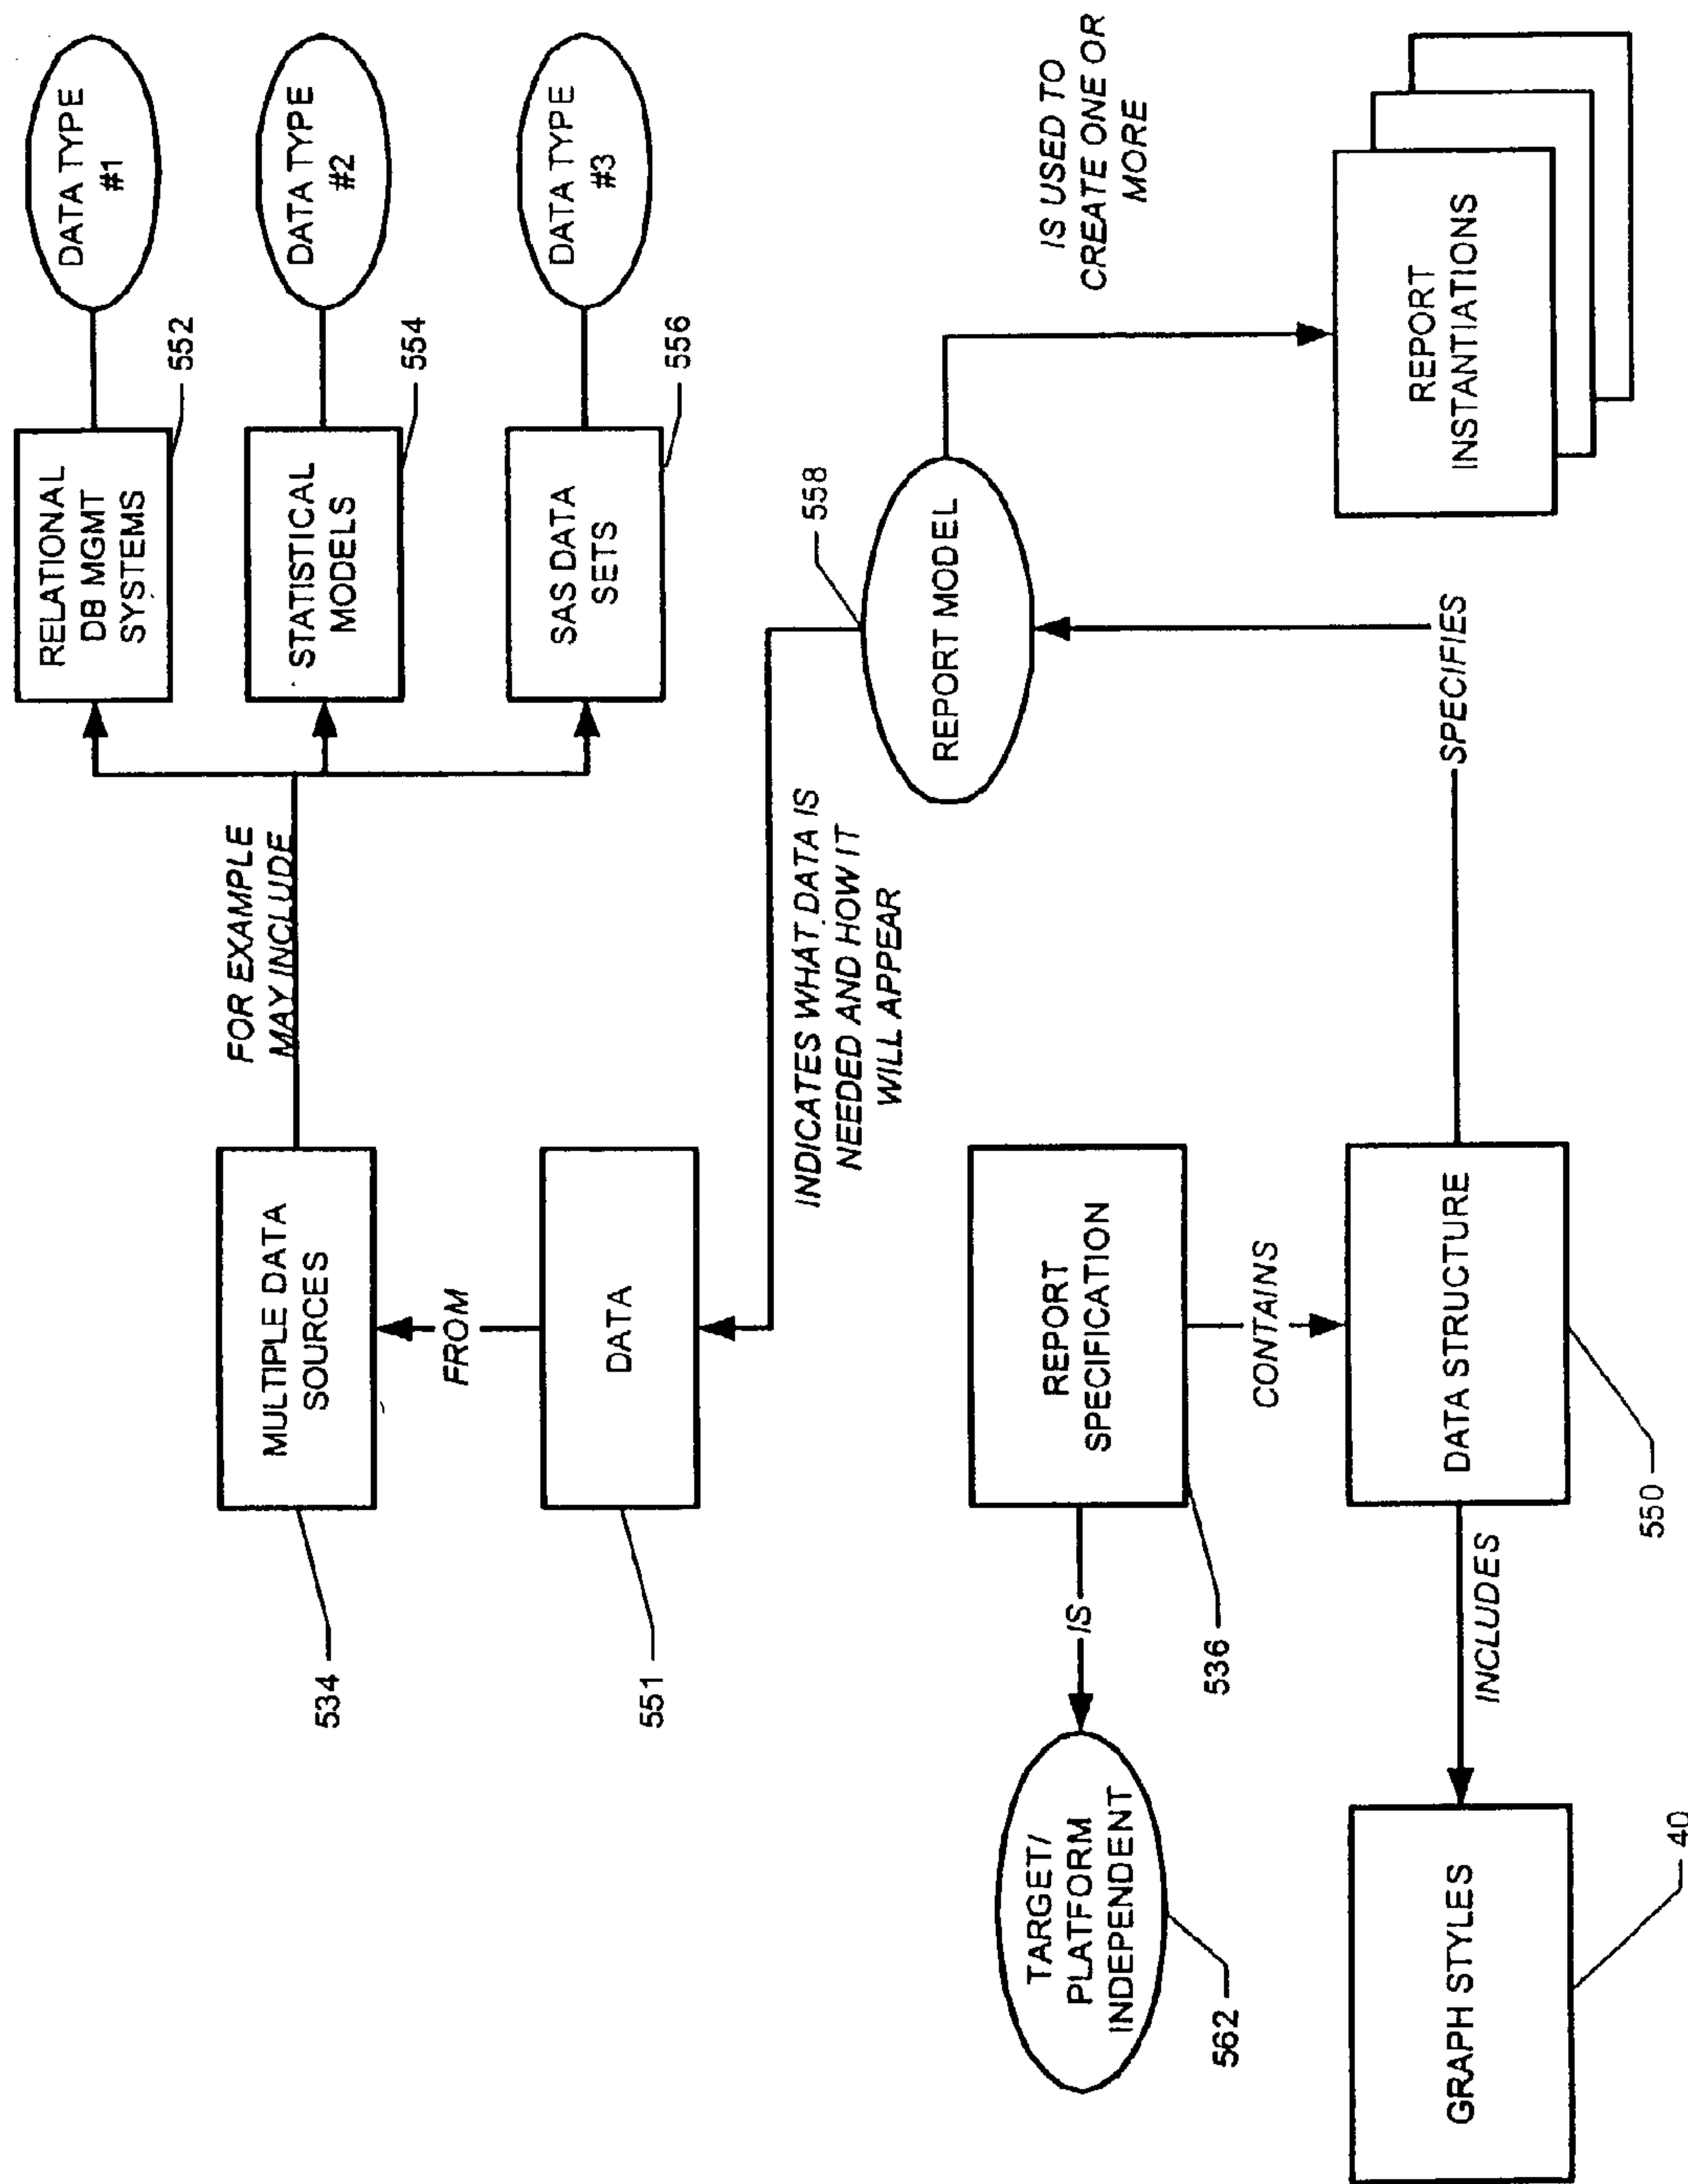 RELATIONAL
DB MGMT
SYSTEMS
552
DATA TYPE
#1
FOR EXAMPLE
MAY INCLUDE
MULTIPLE DATA
SOURCES
534
STATISTICAL
MODELS
554
DATA TYPE
#2
FROM
SAS DATA
SETS
556
DATA TYPE
#3
DATA
551
INDICATES WHAT DATA IS
NEEDED AND HOW IT
WILL APPEAR
558
REPORT MODEL
IS USED TO
CREATE ONE OR
MORE
TARGET/
PLATFORM
INDEPENDENT
562
IS
REPORT
SPECIFICATION
536
CONTAINS
SPECIFIES
REPORT
INSTANTIATIONS
GRAPH STYLES
40
INCLUDES
DATA STRUCTURE
550